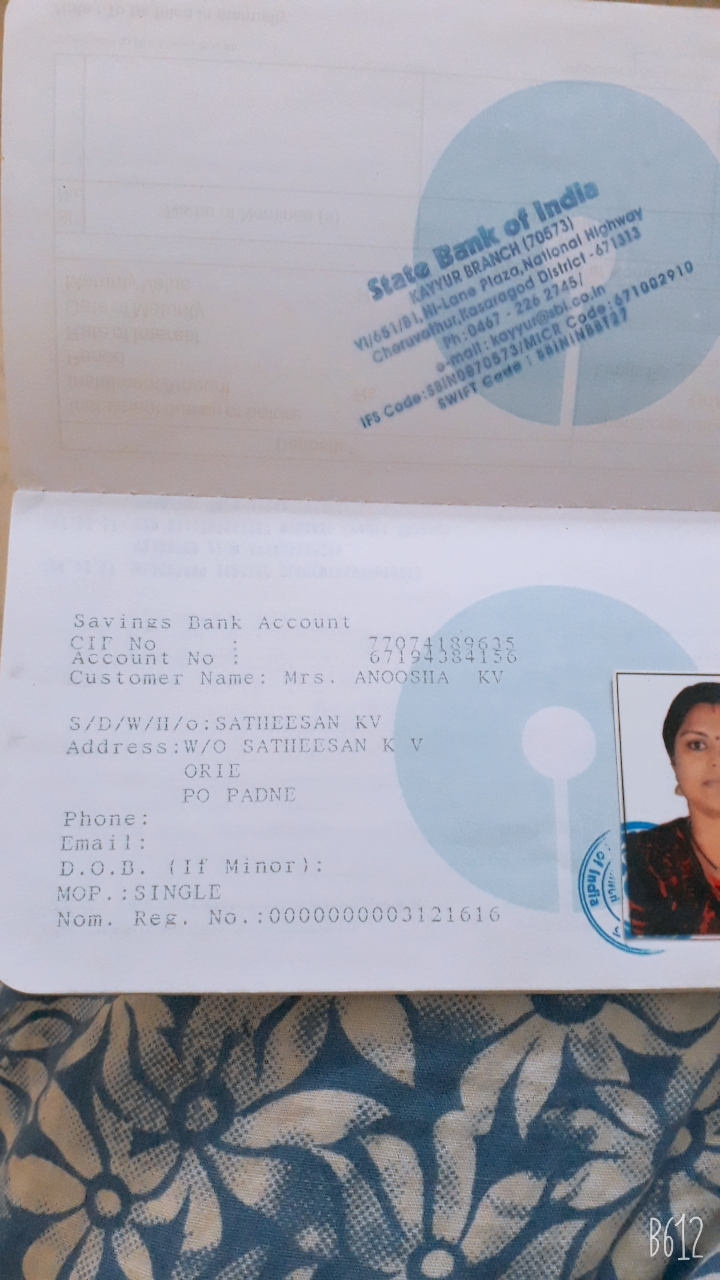 State Bank of India
KAYYUR BRANCH (70573)
VI/651/B1, Ni-Lane Plaza, National Highway
Cheruvathur, Kasaragod District - 671313
Ph : 0467 - 226 2745/
e-mail : kayyur@sbi.co.in
IFS Code : SBIN0070573/MICR Code : 671002910
SWIFT Code : SBININBBT27
Savings Bank Account
CIF No : 77074189635
Account No : 67194384156
Customer Name: Mrs. ANOOSHA KV
S/D/W/H/o:SATHEESAN KV
Address:W/O SATHEESAN K V
ORIE
PO PADNE
Phone:
Email:
D.O.B. (If Minor):
MOP.:SINGLE
Nom. Reg. No.:0000000003121616
of India
B612